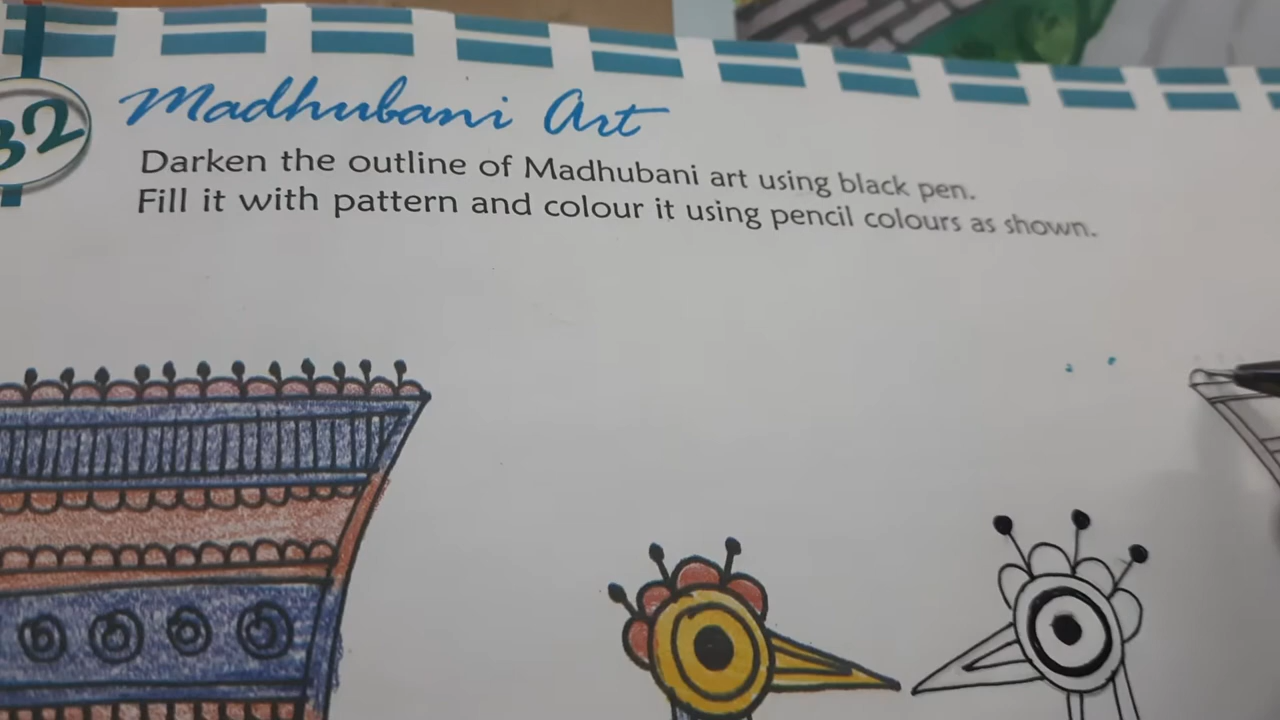 32
Madhubani Art
Darken the outline of Madhubani art using black pen.
Fill it with pattern and colour it using pencil colours as shown.